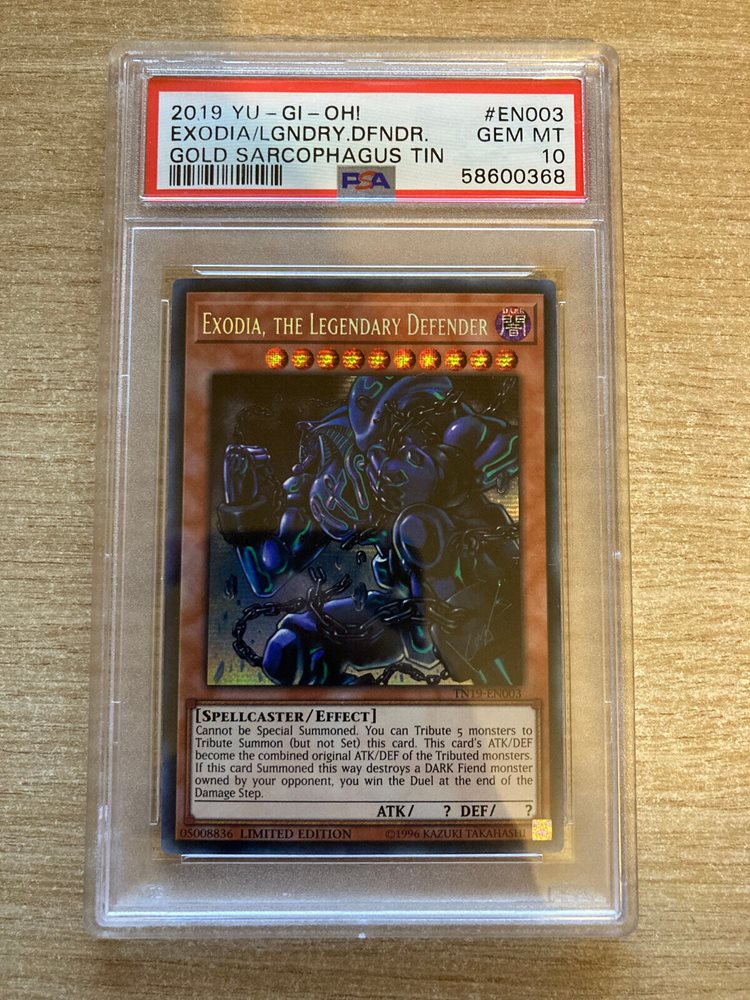 2019 YU-GI-OH! #EN003
EXODIA/LGNDRY.DFNDR. GEM MT
GOLD SARCOPHAGUS TIN 10
PSA 58600368
EXODIA, THE LEGENDARY DEFENDER
DARK
闇
TN19-EN003
[SPELLCASTER/EFFECT]
Cannot be Special Summoned. You can Tribute 5 monsters to
Tribute Summon (but not Set) this card. This card's ATK/DEF
become the combined original ATK/DEF of the Tributed monsters.
If this card Summoned this way destroys a DARK Fiend monster
owned by your opponent, you win the Duel at the end of the
Damage Step.
ATK/ ? DEF/ ?
05008836 LIMITED EDITION ©1996 KAZUKI TAKAHASHI